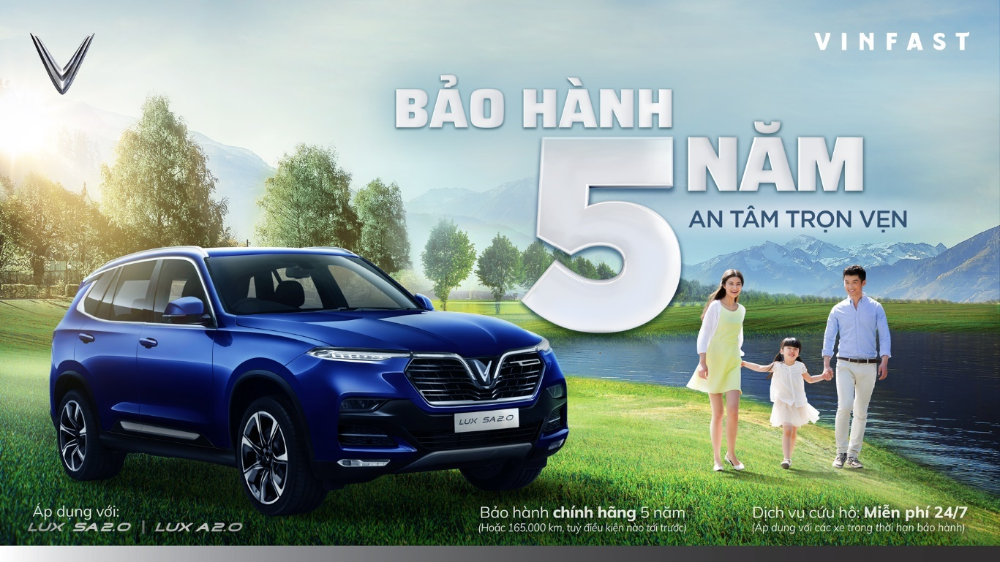 VINFAST
BẢO HÀNH
5 NĂM
AN TÂM TRỌN VẸN
LUX SA2.0
Áp dụng với:
LUX SA2.0 | LUX A2.0
Bảo hành chính hãng 5 năm
(Hoặc 165.000 km, tuỳ điều kiện nào tới trước)
Dịch vụ cứu hộ: Miễn phí 24/7
(Áp dụng với các xe trong thời hạn bảo hành)